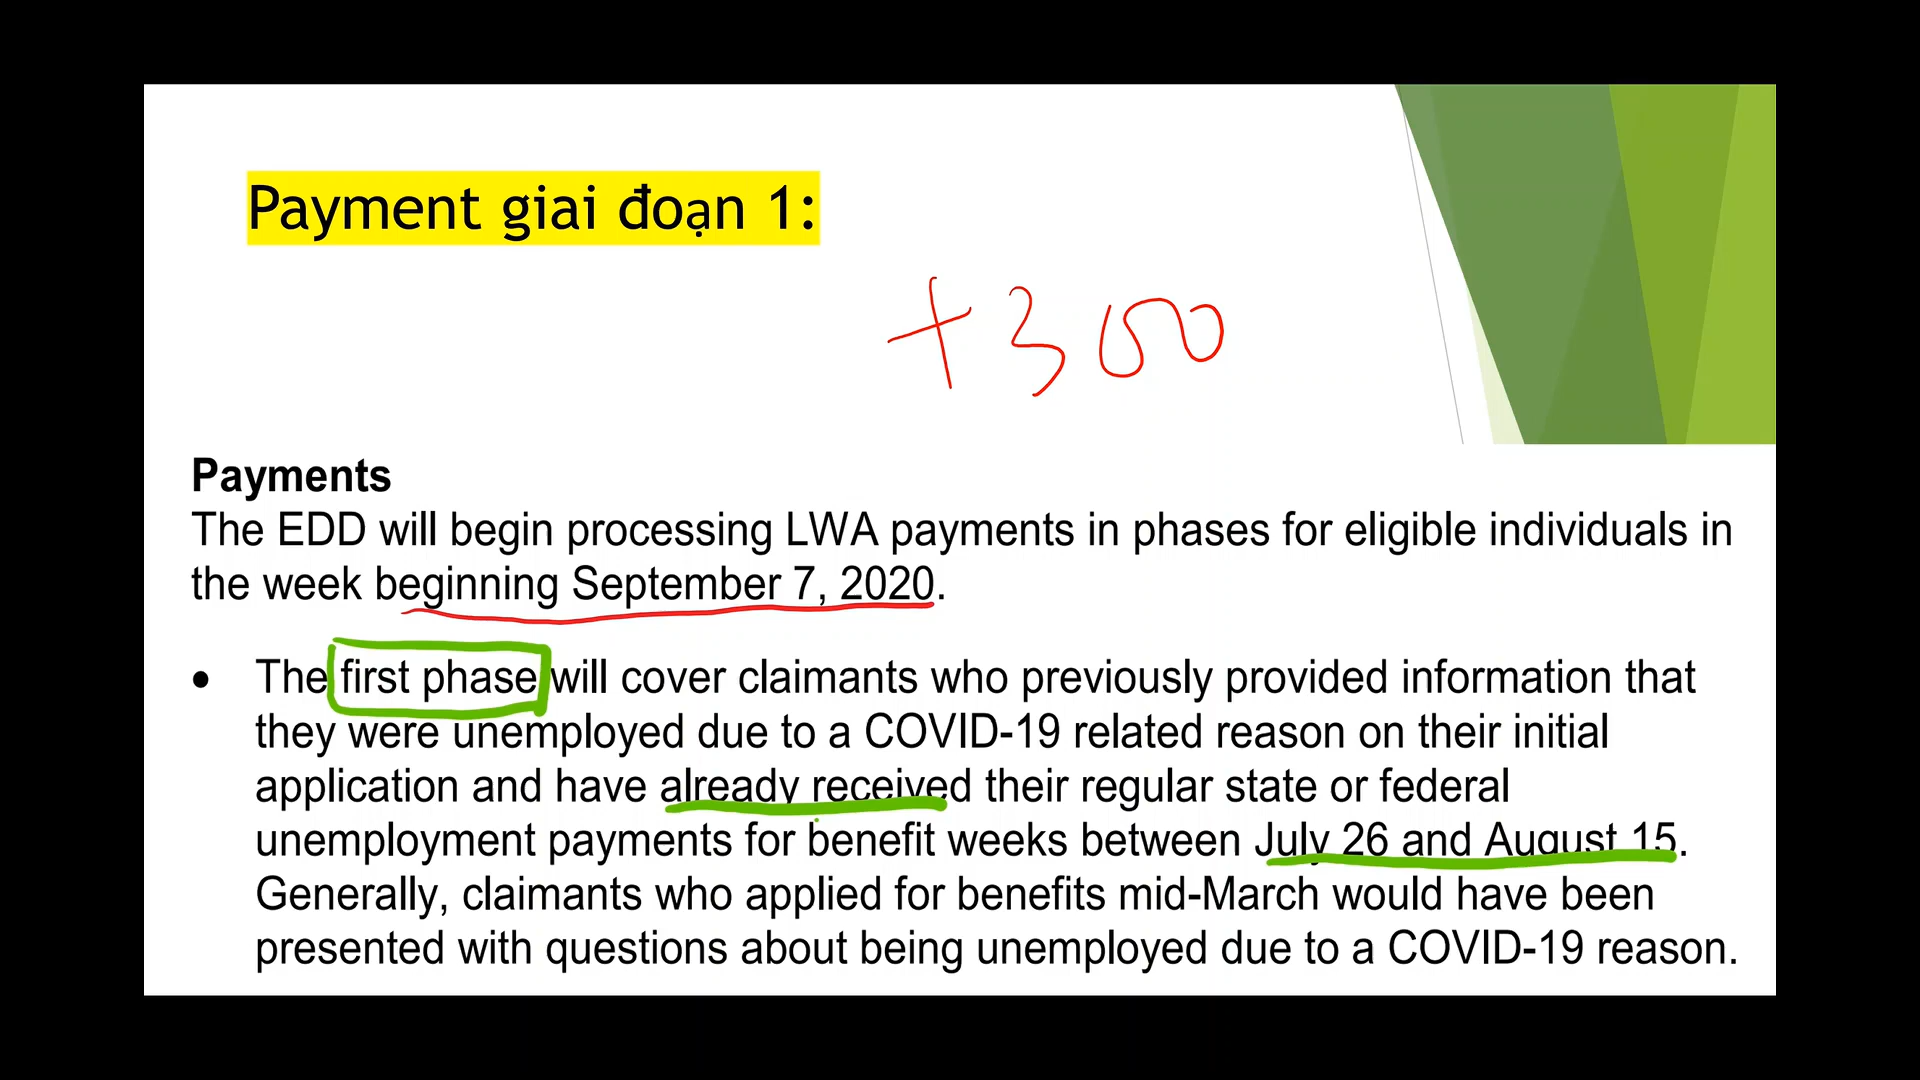 Payment giai đoạn 1:
+300
Payments
The EDD will begin processing LWA payments in phases for eligible individuals in
the week beginning September 7, 2020.
• The first phase will cover claimants who previously provided information that
they were unemployed due to a COVID-19 related reason on their initial
application and have already received their regular state or federal
unemployment payments for benefit weeks between July 26 and August 15.
Generally, claimants who applied for benefits mid-March would have been
presented with questions about being unemployed due to a COVID-19 reason.